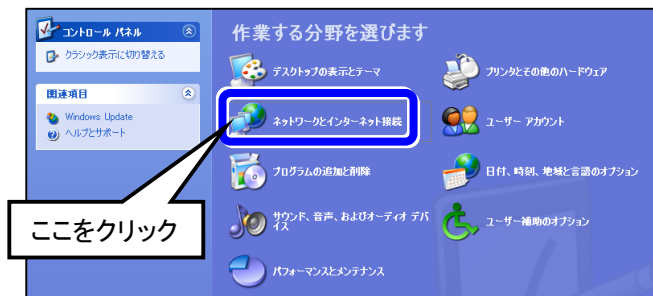 コントロール パネル
クラシック表示に切り替える
関連項目
Windows Update
ヘルプとサポート
作業する分野を選びます
デスクトップの表示とテーマ
プリンタとその他のハードウェア
ネットワークとインターネット接続
ユーザー アカウント
プログラムの追加と削除
日付、時刻、地域と言語のオプション
サウンド、音声、およびオーディオ デバ
イス
ユーザー補助のオプション
パフォーマンスとメンテナンス
ここをクリック